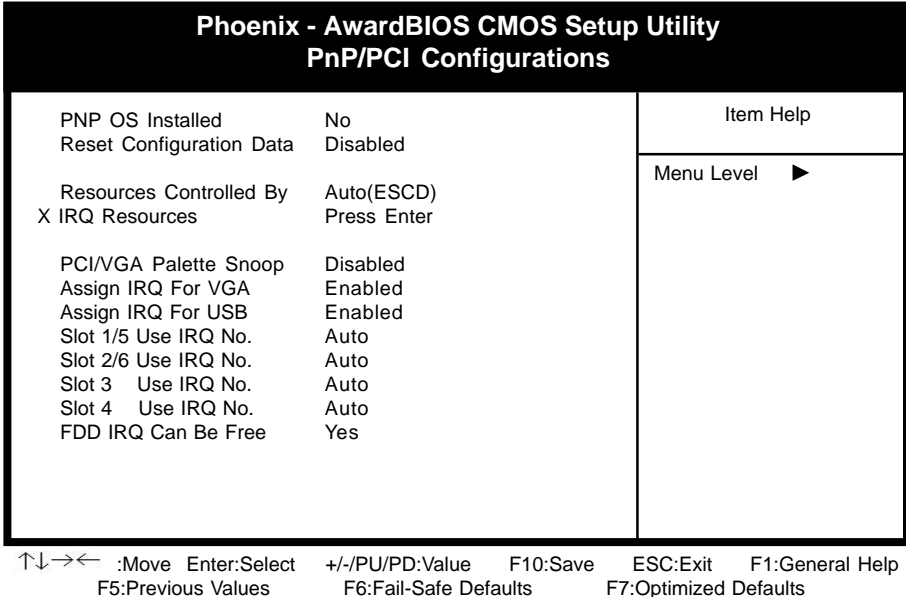 Phoenix - AwardBIOS CMOS Setup Utility
PnP/PCI Configurations
PNP OS Installed No
Reset Configuration Data Disabled
Resources Controlled By Auto(ESCD)
X IRQ Resources Press Enter
PCI/VGA Palette Snoop Disabled
Assign IRQ For VGA Enabled
Assign IRQ For USB Enabled
Slot 1/5 Use IRQ No. Auto
Slot 2/6 Use IRQ No. Auto
Slot 3 Use IRQ No. Auto
Slot 4 Use IRQ No. Auto
FDD IRQ Can Be Free Yes
Item Help
Menu Level ▶
↑↓→← :Move Enter:Select +/-/PU/PD:Value F10:Save ESC:Exit F1:General Help
F5:Previous Values F6:Fail-Safe Defaults F7:Optimized Defaults